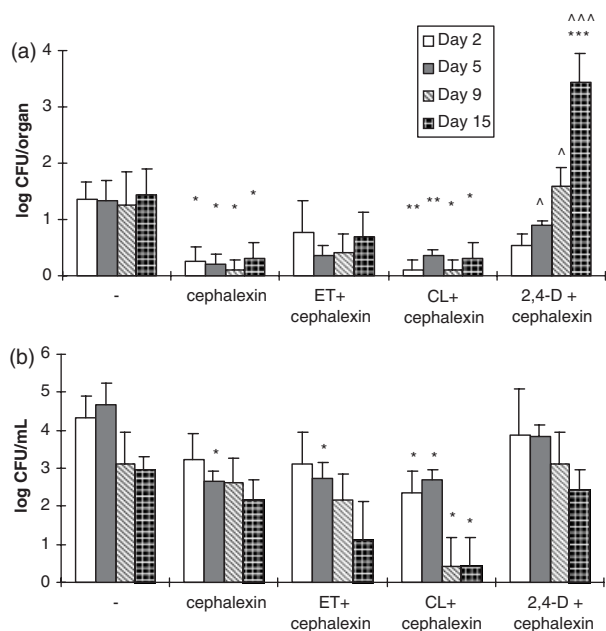 (a)
log CFU/organ
4
3
2
1
0
Day 2
Day 5
Day 9
Day 15
^^^
***
* * * *
** ** * *
^ ^
- cephalexin ET+ CL+ 2,4-D +
cephalexin cephalexin cephalexin
(b)
log CFU/mL
6
5
4
3
2
1
0
* * * * * *
- cephalexin ET+ CL+ 2,4-D +
cephalexin cephalexin cephalexin